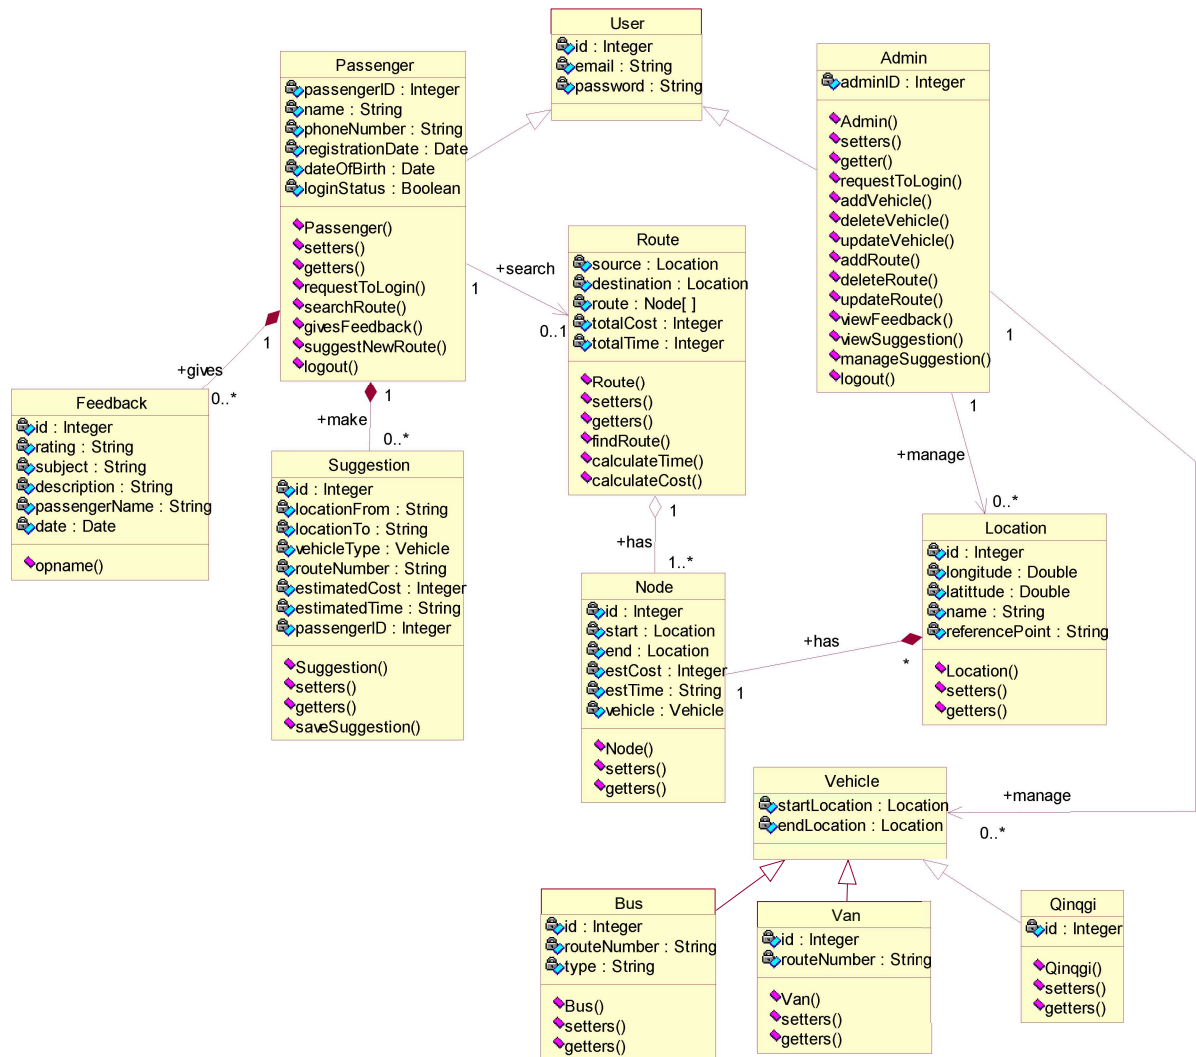 User
id : Integer
email : String
password : String
Passenger
passengerID : Integer
name : String
phoneNumber : String
registrationDate : Date
dateOfBirth : Date
loginStatus : Boolean
Passenger()
setters()
getters()
requestToLogin()
searchRoute()
givesFeedback()
suggestNewRoute()
logout()
Admin
adminID : Integer
Admin()
setters()
getter()
requestToLogin()
addVehicle()
deleteVehicle()
updateVehicle()
addRoute()
deleteRoute()
updateRoute()
viewFeedback()
viewSuggestion()
manageSuggestion()
logout()
+search
1
0..1
Route
source : Location
destination : Location
route : Node[ ]
totalCost : Integer
totalTime : Integer
Route()
setters()
getters()
findRoute()
calculateTime()
calculateCost()
1
+gives
0..*
Feedback
id : Integer
rating : String
subject : String
description : String
passengerName : String
date : Date
opname()
1
+make
0..*
Suggestion
id : Integer
locationFrom : String
locationTo : String
vehicleType : Vehicle
routeNumber : String
estimatedCost : Integer
estimatedTime : String
passengerID : Integer
Suggestion()
setters()
getters()
saveSuggestion()
1
+has
1..*
Node
id : Integer
start : Location
end : Location
estCost : Integer
estTime : String
vehicle : Vehicle
Node()
setters()
getters()
1
+manage
0..*
Location
id : Integer
longitude : Double
latittude : Double
name : String
referencePoint : String
Location()
setters()
getters()
+has
*
1
1
+manage
0..*
Vehicle
startLocation : Location
endLocation : Location
Bus
id : Integer
routeNumber : String
type : String
Bus()
setters()
getters()
Van
id : Integer
routeNumber : String
Van()
setters()
getters()
Qinqgi
id : Integer
Qinqgi()
setters()
getters()